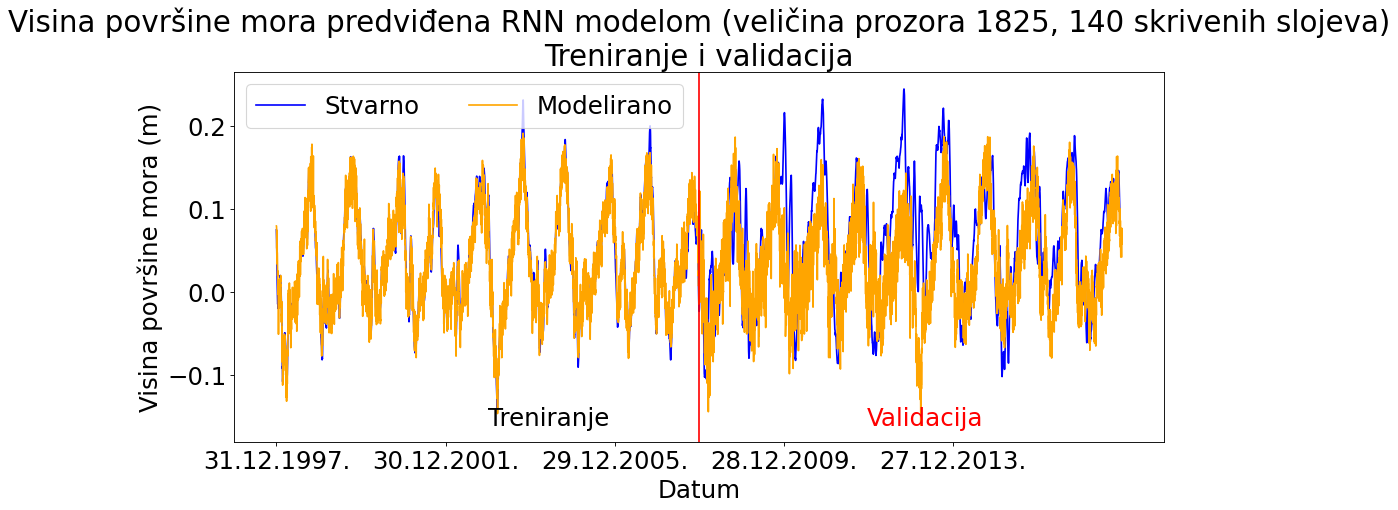 Visina površine mora predviđena RNN modelom (veličina prozora 1825, 140 skrivenih slojeva)
Treniranje i validacija
Stvarno
Modelirano
Visina površine mora (m)
0.2
0.1
0.0
−0.1
Treniranje
Validacija
31.12.1997.
30.12.2001.
29.12.2005.
28.12.2009.
27.12.2013.
Datum